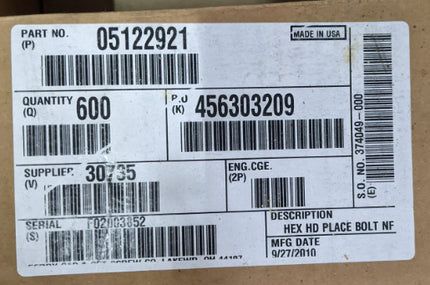 PART NO.
(P)
05122921
MADE IN USA
QUANTITY
(Q)
600
P.O
(K)
456303209
S.O. NO. 374049-000
(E)
SUPPLIER
(V)
30735
ENG.CGE.
(2P)
SERIAL
(S)
DESCRIPTION
HEX HD PLACE BOLT NF
MFG DATE
9/27/2010